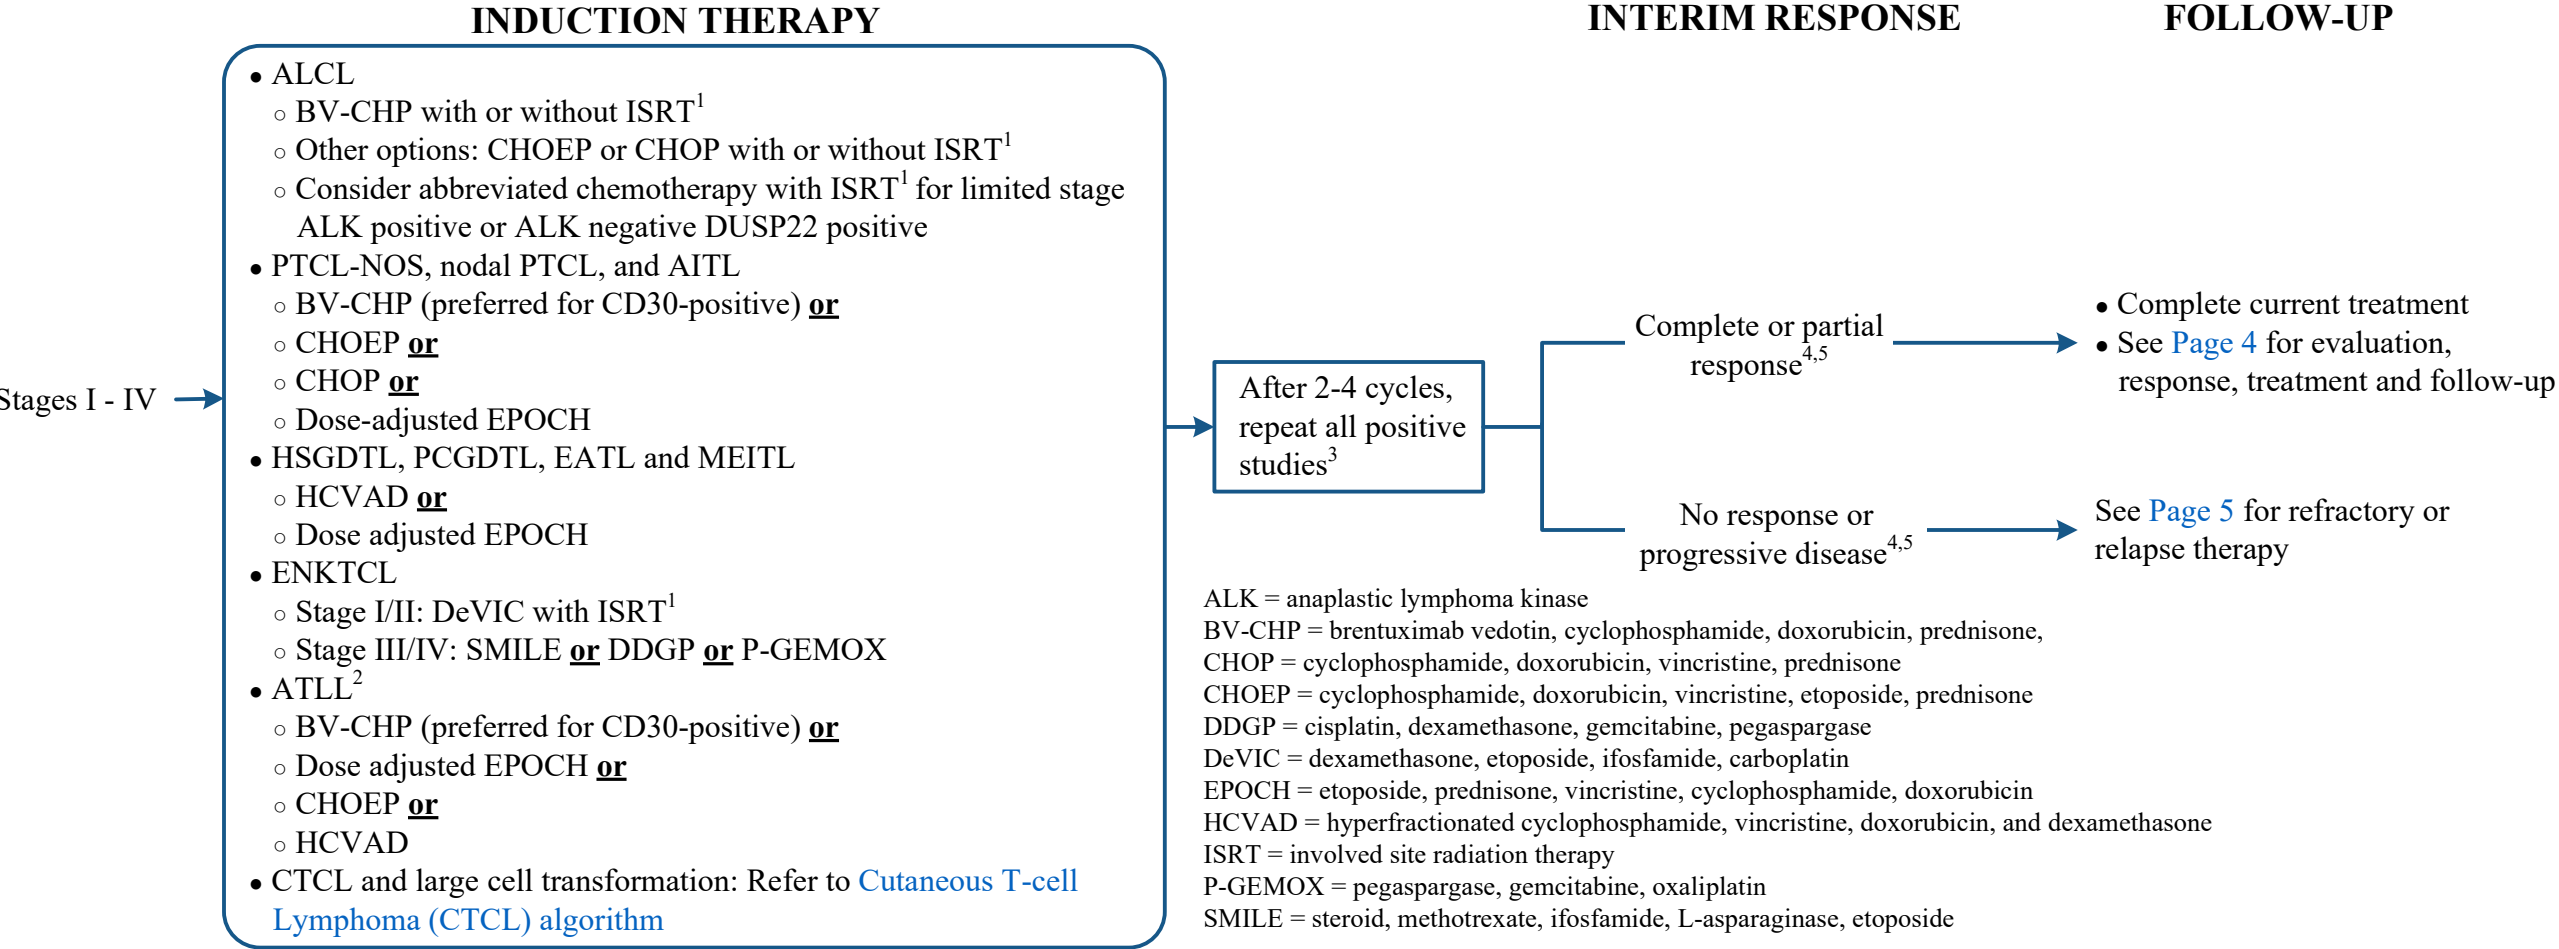 INDUCTION THERAPY
INTERIM RESPONSE
FOLLOW-UP
Stages I - IV
• ALCL
○ BV-CHP with or without ISRT¹
○ Other options: CHOEP or CHOP with or without ISRT¹
○ Consider abbreviated chemotherapy with ISRT¹ for limited stage
ALK positive or ALK negative DUSP22 positive
• PTCL-NOS, nodal PTCL, and AITL
○ BV-CHP (preferred for CD30-positive) or
○ CHOEP or
○ CHOP or
○ Dose-adjusted EPOCH
• HSGDTL, PCGDTL, EATL and MEITL
○ HCVAD or
○ Dose adjusted EPOCH
• ENKTCL
○ Stage I/II: DeVIC with ISRT¹
○ Stage III/IV: SMILE or DDGP or P-GEMOX
• ATLL²
○ BV-CHP (preferred for CD30-positive) or
○ Dose adjusted EPOCH or
○ CHOEP or
○ HCVAD
• CTCL and large cell transformation: Refer to Cutaneous T-cell
Lymphoma (CTCL) algorithm
After 2-4 cycles,
repeat all positive
studies³
Complete or partial
response⁴,⁵
• Complete current treatment
• See Page 4 for evaluation,
response, treatment and follow-up
No response or
progressive disease⁴,⁵
See Page 5 for refractory or
relapse therapy
ALK = anaplastic lymphoma kinase
BV-CHP = brentuximab vedotin, cyclophosphamide, doxorubicin, prednisone,
CHOP = cyclophosphamide, doxorubicin, vincristine, prednisone
CHOEP = cyclophosphamide, doxorubicin, vincristine, etoposide, prednisone
DDGP = cisplatin, dexamethasone, gemcitabine, pegaspargase
DeVIC = dexamethasone, etoposide, ifosfamide, carboplatin
EPOCH = etoposide, prednisone, vincristine, cyclophosphamide, doxorubicin
HCVAD = hyperfractionated cyclophosphamide, vincristine, doxorubicin, and dexamethasone
ISRT = involved site radiation therapy
P-GEMOX = pegaspargase, gemcitabine, oxaliplatin
SMILE = steroid, methotrexate, ifosfamide, L-asparaginase, etoposide